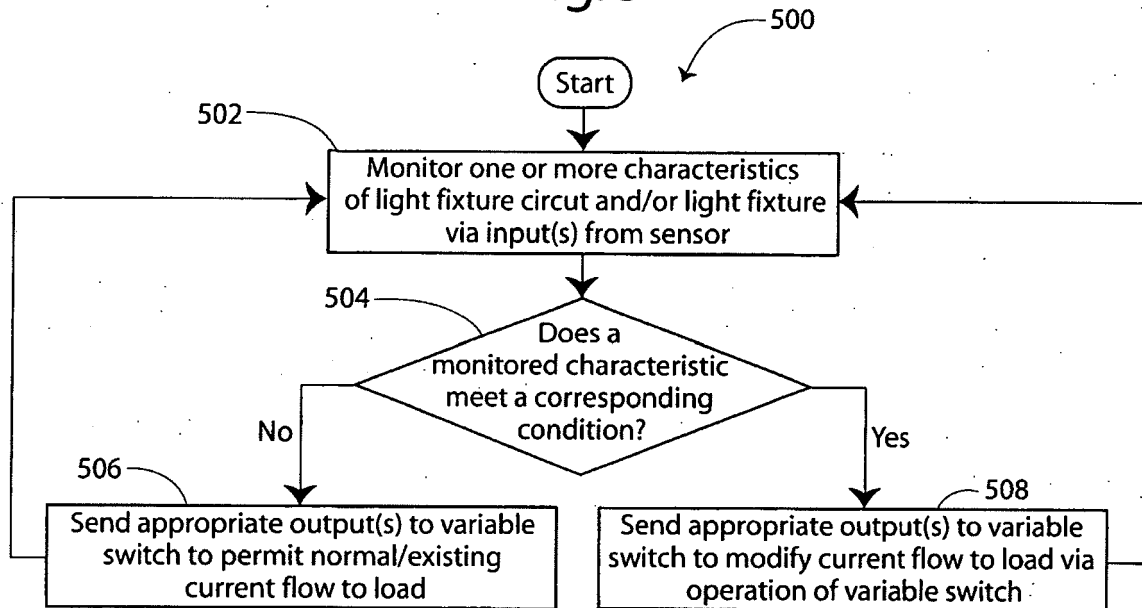 500
Start
502
Monitor one or more characteristics
of light fixture circut and/or light fixture
via input(s) from sensor
504
Does a
monitored characteristic
meet a corresponding
condition?
No
Yes
506
508
Send appropriate output(s) to variable
switch to permit normal/existing
current flow to load
Send appropriate output(s) to variable
switch to modify current flow to load via
operation of variable switch